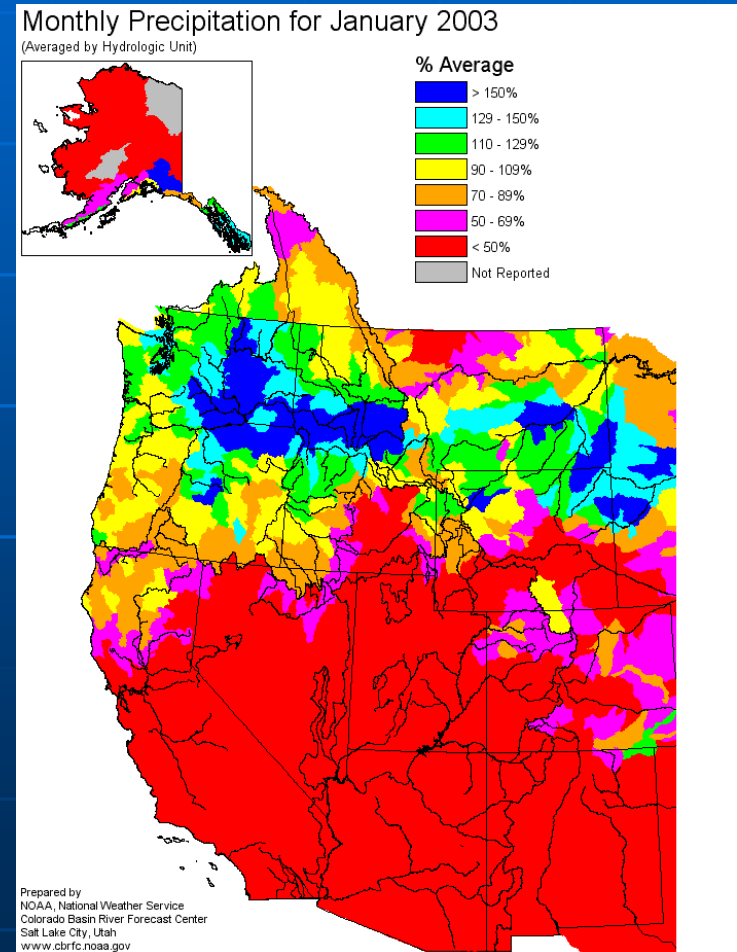 Monthly Precipitation for January 2003
(Averaged by Hydrologic Unit)
% Average
> 150%
129 - 150%
110 - 129%
90 - 109%
70 - 89%
50 - 69%
< 50%
Not Reported
Prepared by
NOAA, National Weather Service
Colorado Basin River Forecast Center
Salt Lake City, Utah
www.cbrfc.noaa.gov